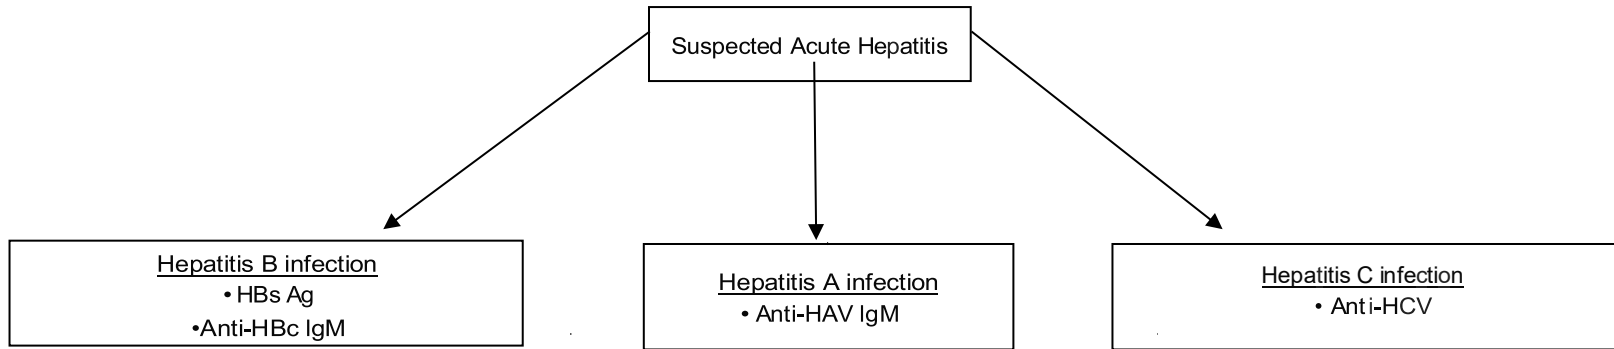 Suspected Acute Hepatitis
Hepatitis B infection
• HBs Ag
•Anti-HBc IgM
Hepatitis A infection
• Anti-HAV IgM
Hepatitis C infection
• Anti-HCV